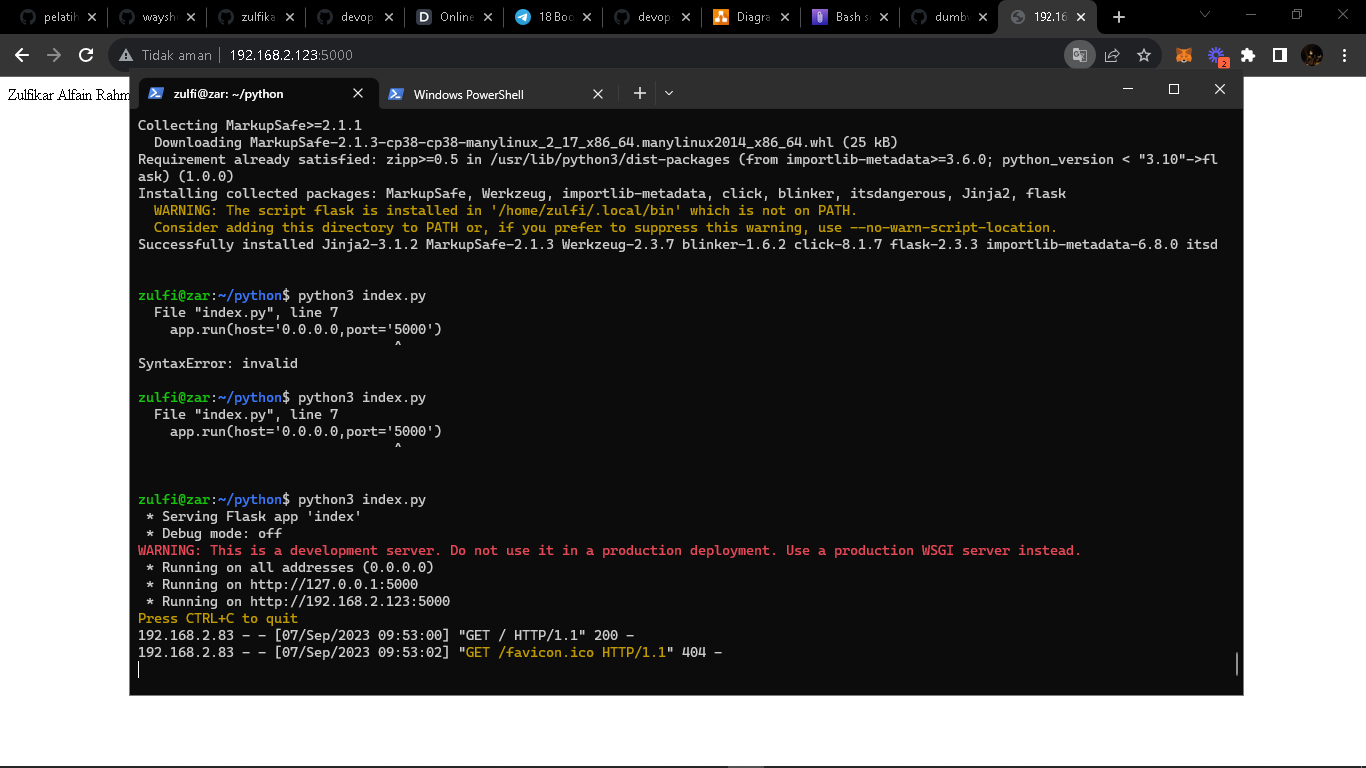 pelatih
waysh
zulfika
devop
Online
18 Boo
devop
Diagra
Bash s
dumbw
192.16
Tidak aman
192.168.2.123:5000
2
Zulfikar Alfain Rahm
zulfi@zar: ~/python
Windows PowerShell
Collecting MarkupSafe>=2.1.1
Downloading MarkupSafe-2.1.3-cp38-cp38-manylinux_2_17_x86_64.manylinux2014_x86_64.whl (25 kB)
Requirement already satisfied: zipp>=0.5 in /usr/lib/python3/dist-packages (from importlib-metadata>=3.6.0; python_version < "3.10"->fl
ask) (1.0.0)
Installing collected packages: MarkupSafe, Werkzeug, importlib-metadata, click, blinker, itsdangerous, Jinja2, flask
WARNING: The script flask is installed in '/home/zulfi/.local/bin' which is not on PATH.
Consider adding this directory to PATH or, if you prefer to suppress this warning, use --no-warn-script-location.
Successfully installed Jinja2-3.1.2 MarkupSafe-2.1.3 Werkzeug-2.3.7 blinker-1.6.2 click-8.1.7 flask-2.3.3 importlib-metadata-6.8.0 itsd
zulfi@zar:~/python$ python3 index.py
File "index.py", line 7
app.run(host='0.0.0.0,port='5000')
^
SyntaxError: invalid
zulfi@zar:~/python$ python3 index.py
File "index.py", line 7
app.run(host='0.0.0.0,port='5000')
^
zulfi@zar:~/python$ python3 index.py
* Serving Flask app 'index'
* Debug mode: off
WARNING: This is a development server. Do not use it in a production deployment. Use a production WSGI server instead.
* Running on all addresses (0.0.0.0)
* Running on http://127.0.0.1:5000
* Running on http://192.168.2.123:5000
Press CTRL+C to quit
192.168.2.83 - - [07/Sep/2023 09:53:00] "GET / HTTP/1.1" 200 -
192.168.2.83 - - [07/Sep/2023 09:53:02] "GET /favicon.ico HTTP/1.1" 404 -